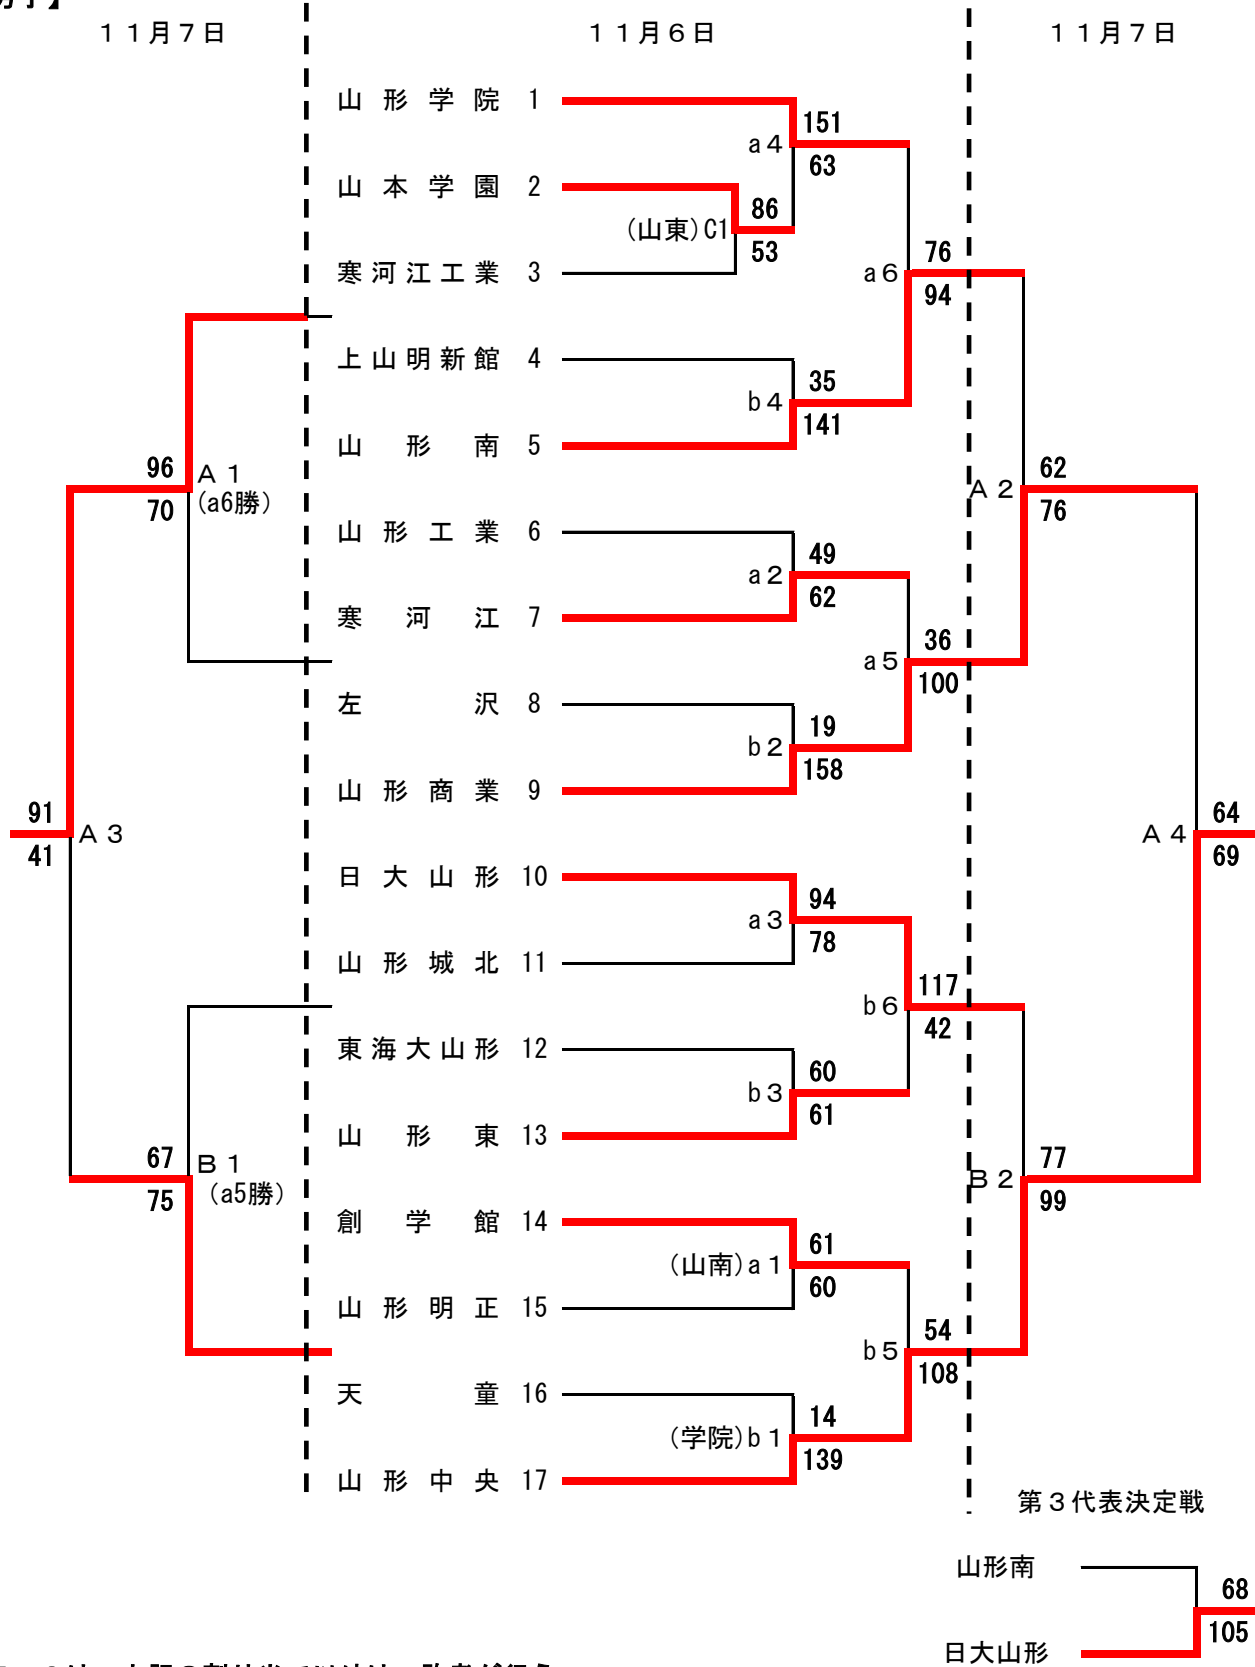 １１月７日
１１月６日
１１月７日
山形学院 1
151
a４
63
山本学園 2
86
(山東)C1
53
寒河江工業 3
76
a６
94
上山明新館 4
35
b４
141
山形南 5
96
A１
(a6勝)
70
62
A２
76
山形工業 6
49
a２
62
寒河江 7
36
a５
100
左沢 8
19
b２
158
山形商業 9
91
A３
41
64
A４
69
日大山形 10
94
a３
78
山形城北 11
117
b６
42
東海大山形 12
60
b３
61
山形東 13
67
B１
(a5勝)
75
77
B２
99
創学館 14
61
(山南)a１
60
山形明正 15
54
b５
108
天童 16
14
(学院)b１
139
山形中央 17
第３代表決定戦
山形南
68
105
日大山形